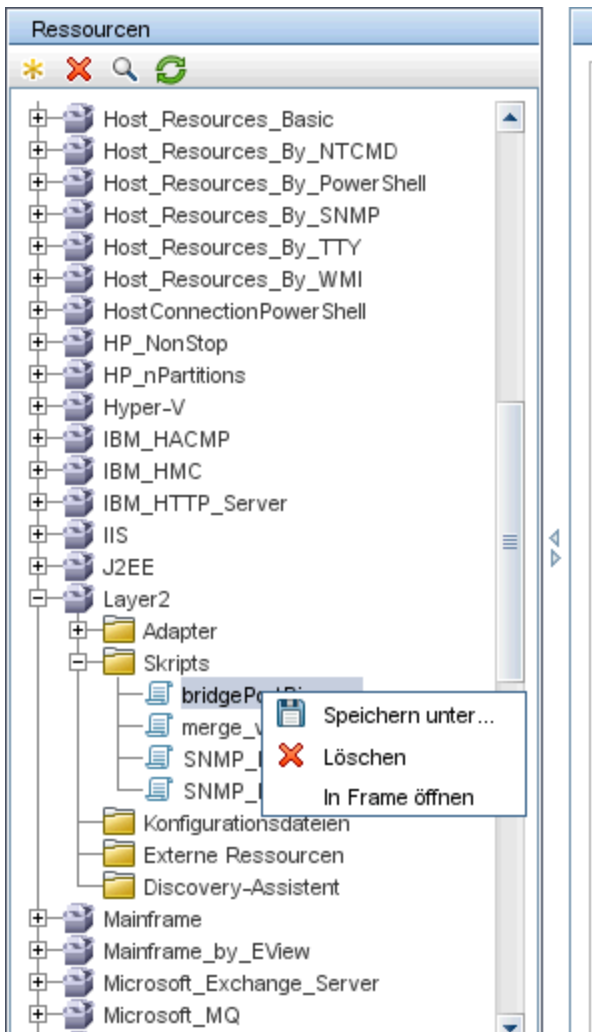 Ressourcen
Host_Resources_Basic
Host_Resources_By_NTCMD
Host_Resources_By_PowerShell
Host_Resources_By_SNMP
Host_Resources_By_TTY
Host_Resources_By_WMI
HostConnectionPowerShell
HP_NonStop
HP_nPartitions
Hyper-V
IBM_HACMP
IBM_HMC
IBM_HTTP_Server
IIS
J2EE
Layer2
Adapter
Skripts
Speichern unter...
Löschen
In Frame öffnen
Konfigurationsdateien
Externe Ressourcen
Discovery-Assistent
Mainframe
Mainframe_by_EView
Microsoft_Exchange_Server
Microsoft_MQ